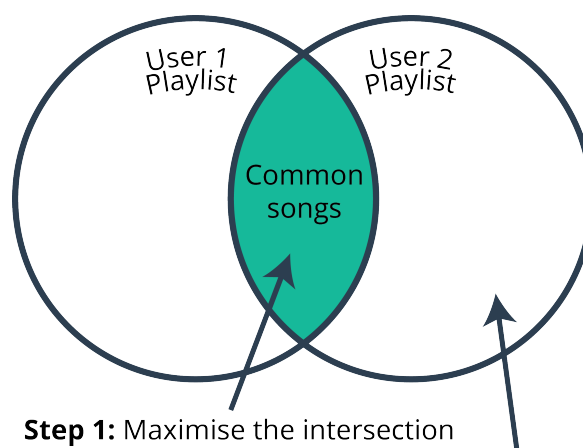 User 1
Playlist
User 2
Playlist
Common
songs
Step 1: Maximise the intersection